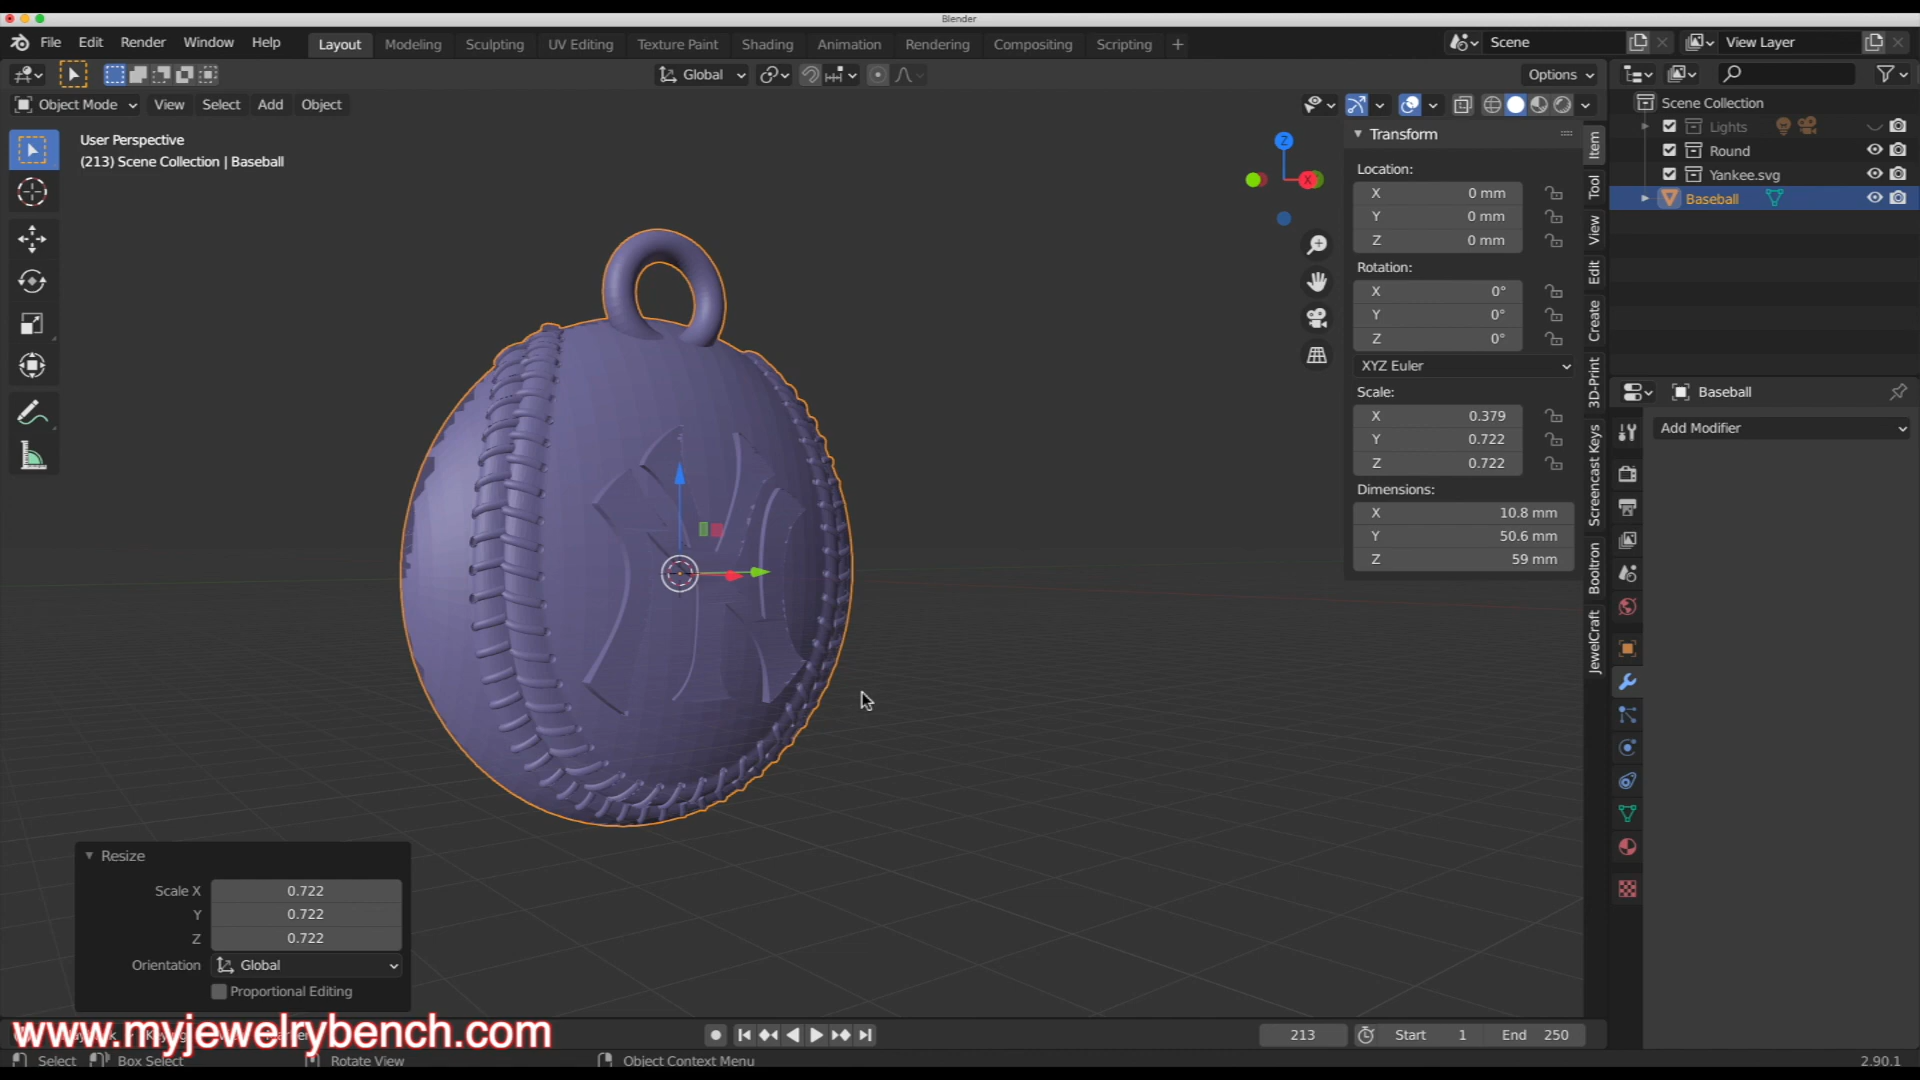 Blender
File Edit Render Window Help Layout Modeling Sculpting UV Editing Texture Paint Shading Animation Rendering Compositing Scripting + Scene View Layer
Global Options
Object Mode View Select Add Object
User Perspective
(213) Scene Collection | Baseball
Z
X
Transform
Location:
X 0 mm
Y 0 mm
Z 0 mm
Rotation:
X 0°
Y 0°
Z 0°
XYZ Euler
Scale:
X 0.379
Y 0.722
Z 0.722
Dimensions:
X 10.8 mm
Y 50.6 mm
Z 59 mm
Item
Tool
View
Edit
Create
3D-Print
Screencast Keys
Booltron
JewelCraft
Scene Collection
Lights
Round
Yankee.svg
Baseball
Baseball
Add Modifier
Resize
Scale X 0.722
Y 0.722
Z 0.722
Orientation Global
Proportional Editing
www.myjewelrybench.com
213 Start 1 End 250
Select Box Select Rotate View Object Context Menu 2.90.1